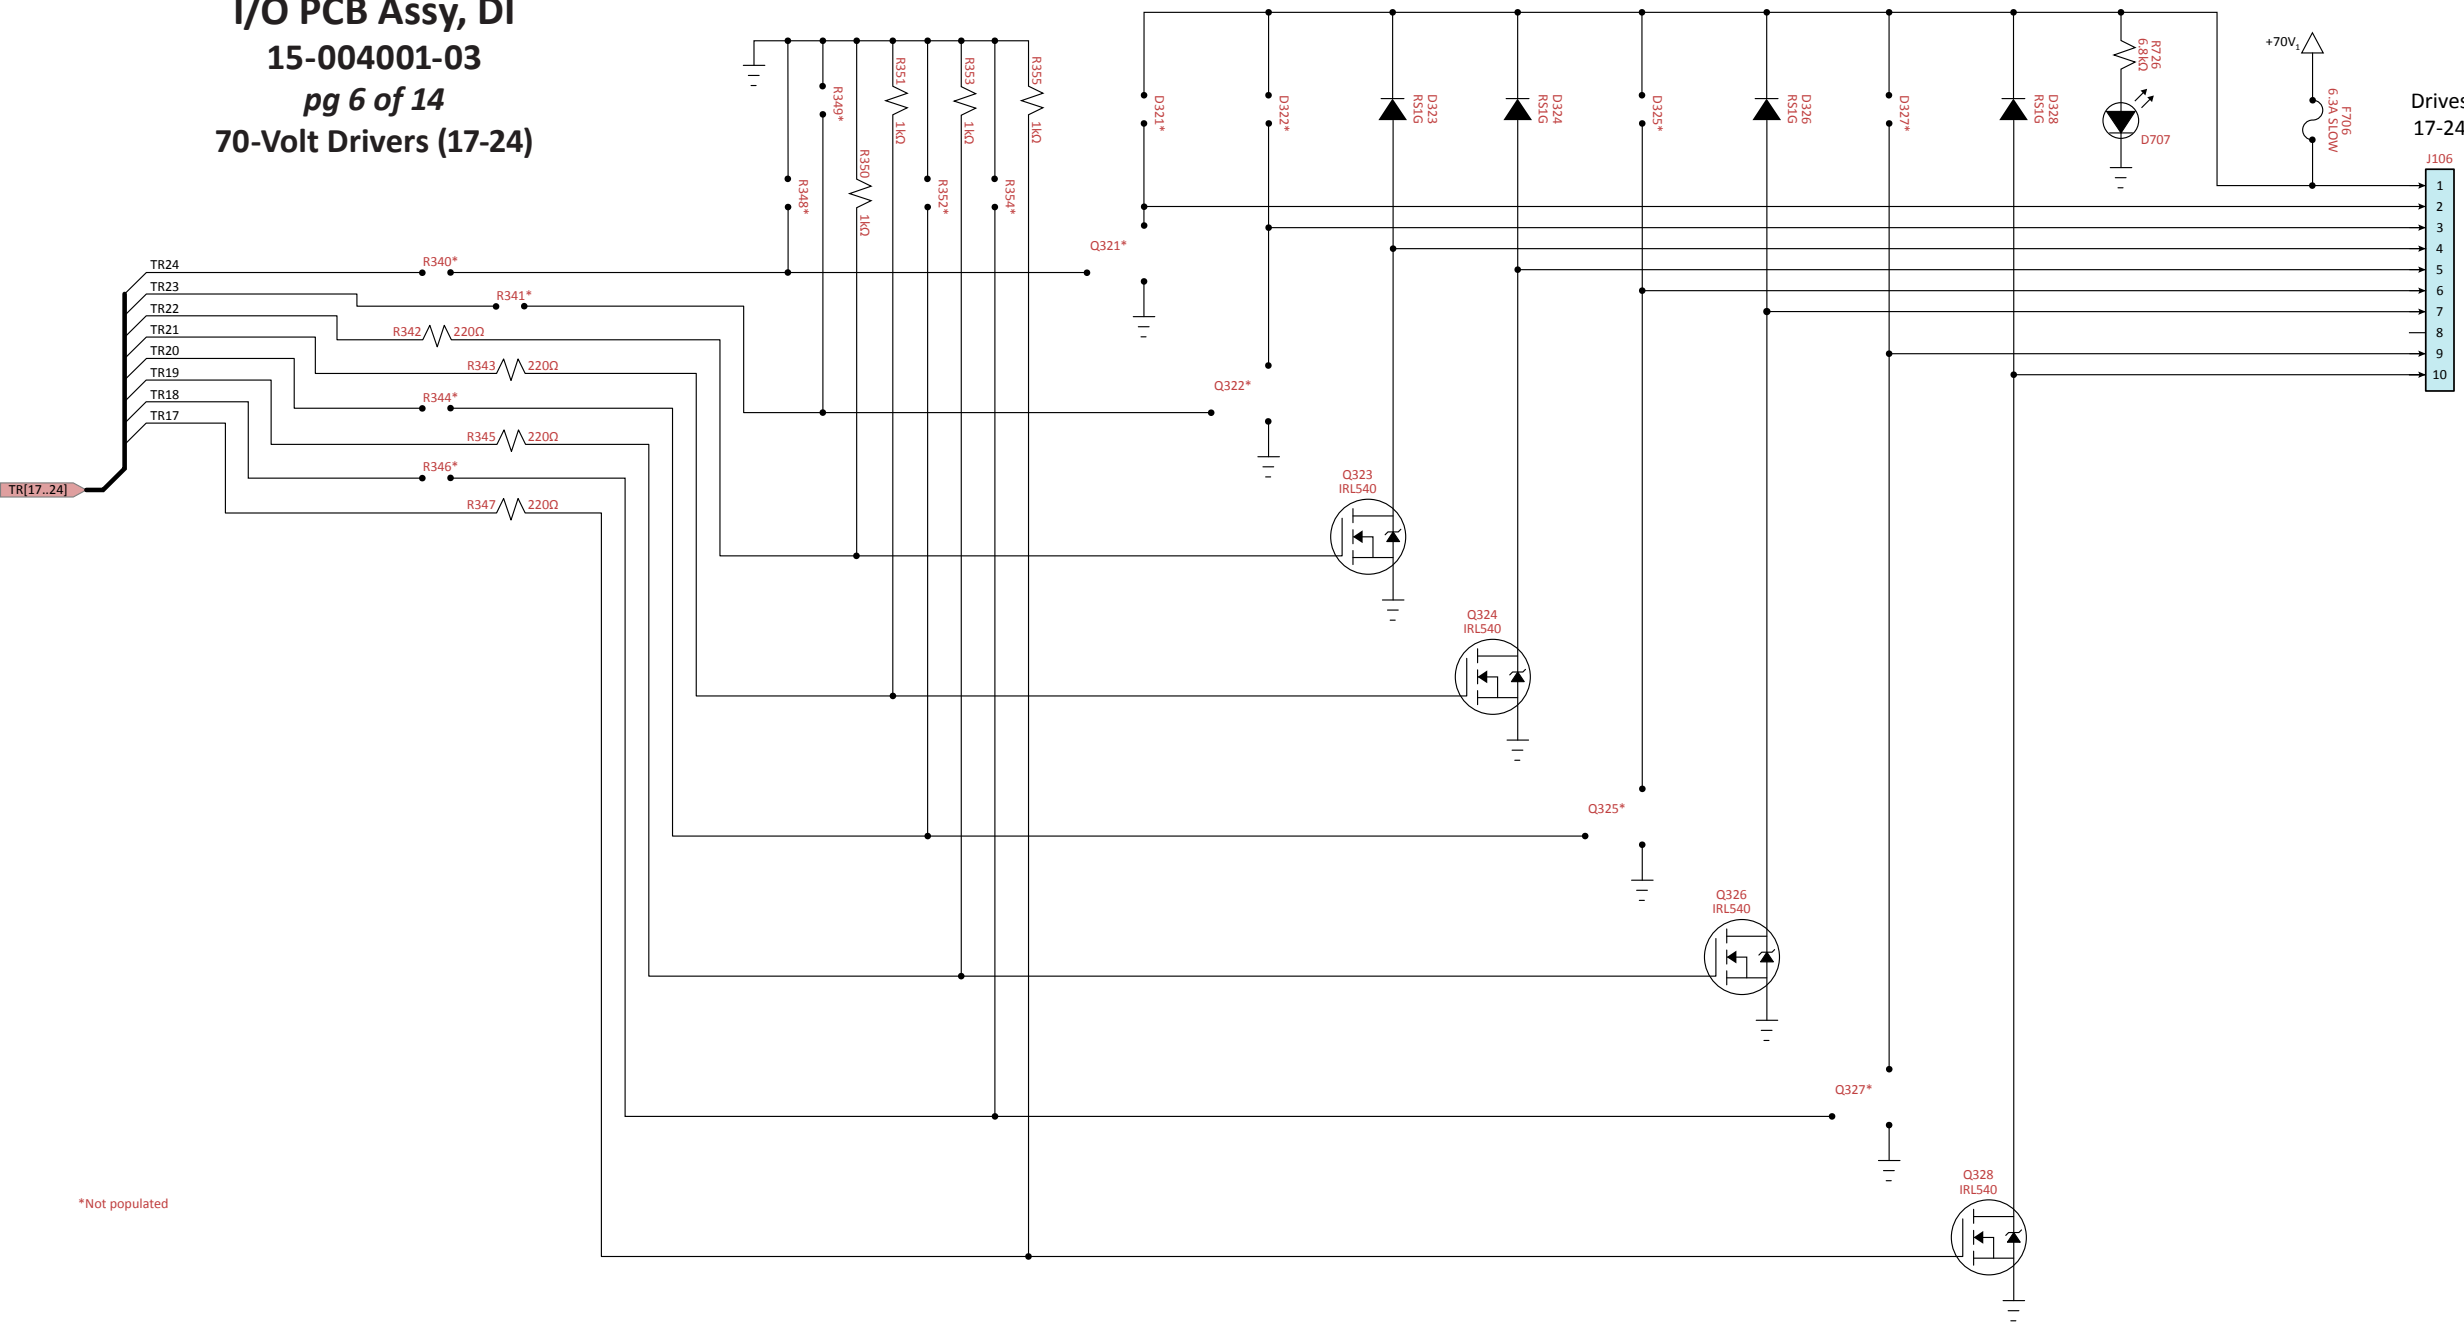 I/O PCB Assy, DI
15-004001-03
pg 6 of 14
70-Volt Drivers (17-24)
R348*
R349*
R350
1kΩ
R351
1kΩ
R352*
R353
1kΩ
R354*
R355
1kΩ
D321*
D322*
D323
RS1G
D324
RS1G
D325*
D326
RS1G
D327*
D328
RS1G
R726
6.8kΩ
D707
+70V1
F706
6.3A SLOW
Drives
17-24
J106
1
2
3
4
5
6
7
8
9
10
TR24
TR23
TR22
TR21
TR20
TR19
TR18
TR17
TR[17..24]
R340*
R341*
R342 220Ω
R343 220Ω
R344*
R345 220Ω
R346*
R347 220Ω
Q321*
Q322*
Q323
IRL540
Q324
IRL540
Q325*
Q326
IRL540
Q327*
Q328
IRL540
*Not populated